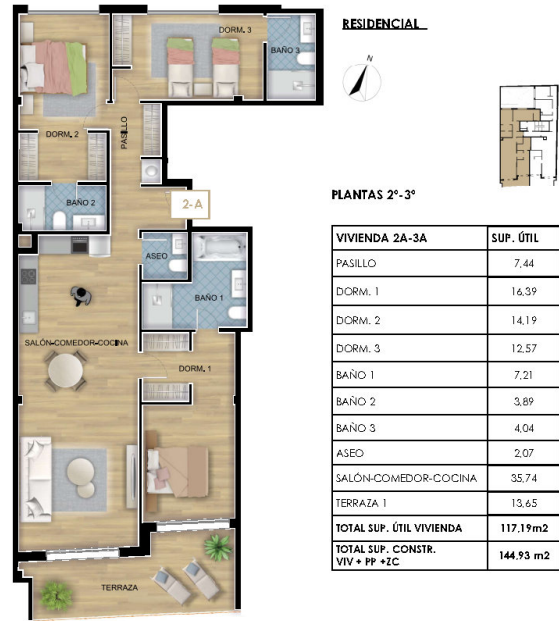 RESIDENCIAL
N
DORM. 3
BAÑO 3
PASILLO
DORM. 2
BAÑO 2
2-A
ASEO
BAÑO 1
SALÓN-COMEDOR-COCINA
DORM. 1
TERRAZA
PLANTAS 2º-3º
VIVIENDA 2A-3A SUP. ÚTIL
PASILLO 7,44
DORM. 1 16,39
DORM. 2 14,19
DORM. 3 12,57
BAÑO 1 7,21
BAÑO 2 3,89
BAÑO 3 4,04
ASEO 2,07
SALÓN-COMEDOR-COCINA 35,74
TERRAZA 1 13,65
TOTAL SUP. ÚTIL VIVIENDA 117,19m2
TOTAL SUP. CONSTR.
VIV + PP +ZC 144,93 m2